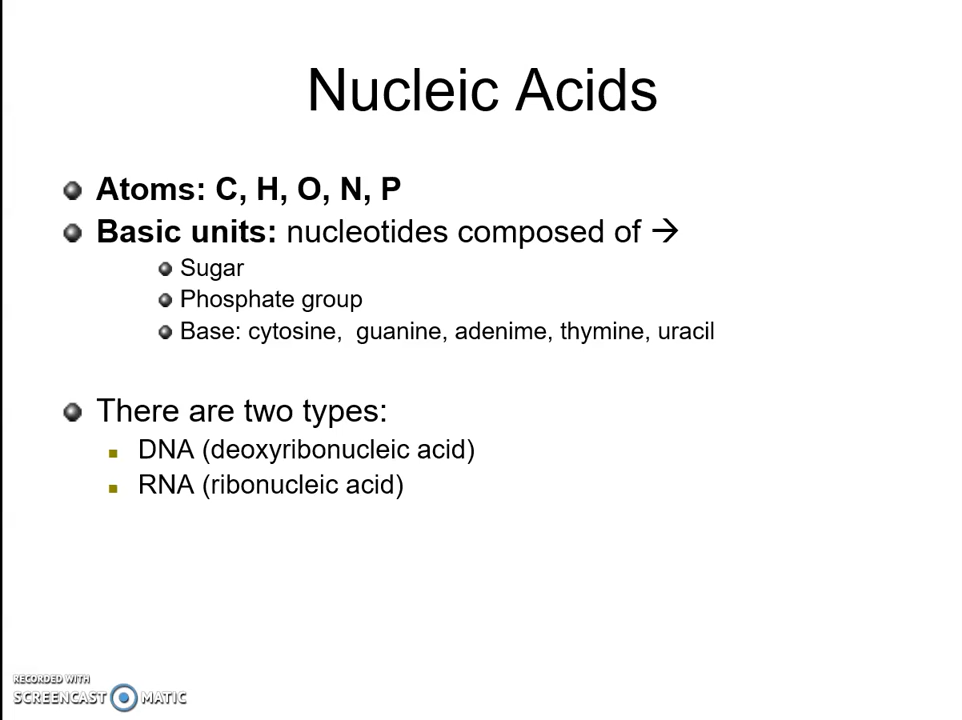 Nucleic Acids
Atoms: C, H, O, N, P
Basic units: nucleotides composed of →
Sugar
Phosphate group
Base: cytosine, guanine, adenime, thymine, uracil
There are two types:
DNA (deoxyribonucleic acid)
RNA (ribonucleic acid)
RECORDED WITH
SCREENCAST MATIC